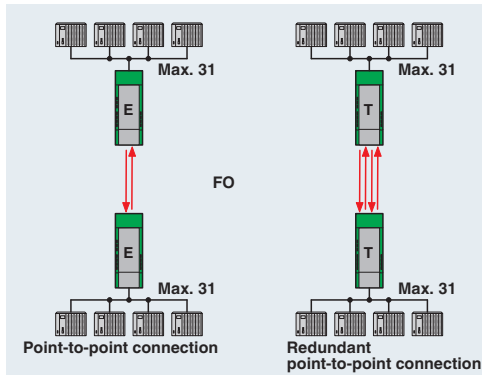 Max. 31
Max. 31
E
T
FO
E
T
Max. 31
Max. 31
Point-to-point connection
Redundant
point-to-point connection